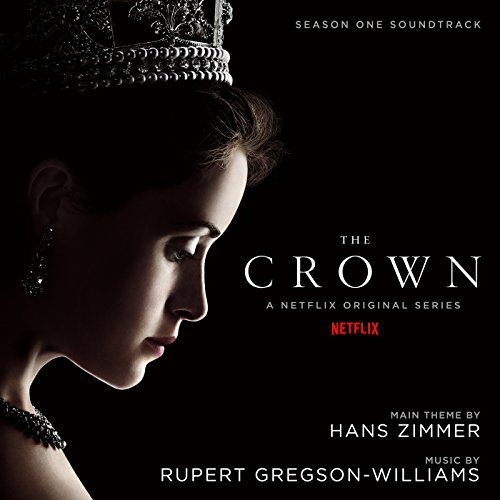 SEASON ONE SOUNDTRACK
THE
CROWN
A NETFLIX ORIGINAL SERIES
NETFLIX
MAIN THEME BY
HANS ZIMMER
MUSIC BY
RUPERT GREGSON-WILLIAMS